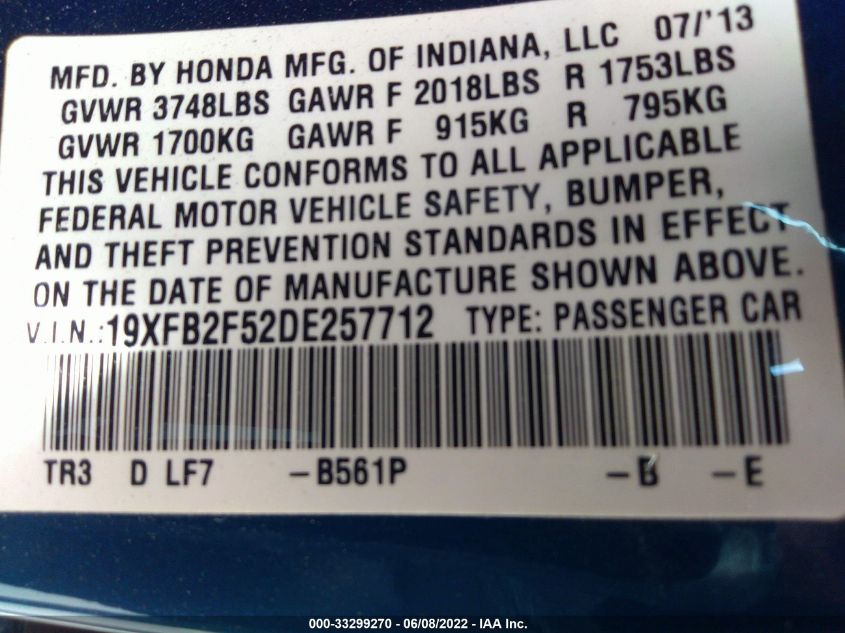 MFD. BY HONDA MFG. OF INDIANA, LLC 07/'13
GVWR 3748LBS GAWR F 2018LBS R 1753LBS
GVWR 1700KG GAWR F 915KG R 795KG
THIS VEHICLE CONFORMS TO ALL APPLICABLE
FEDERAL MOTOR VEHICLE SAFETY, BUMPER,
AND THEFT PREVENTION STANDARDS IN EFFECT
ON THE DATE OF MANUFACTURE SHOWN ABOVE.
V.I.N.:19XFB2F52DE257712 TYPE: PASSENGER CAR
TR3 D LF7 -B561P -B -E
000-33299270 - 06/08/2022 - IAA Inc.